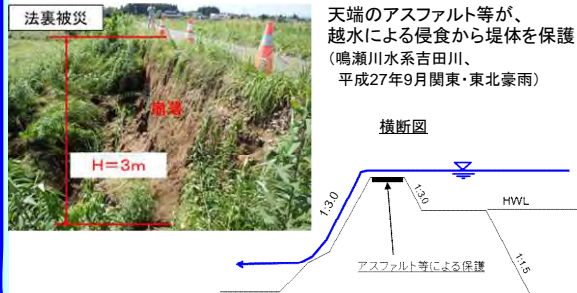 法裏被災
崩落
H=3m
天端のアスファルト等が、
越水による侵食から堤体を保護
(鳴瀬川水系吉田川、
平成27年9月関東・東北豪雨)
横断図
1:3.0
1:3.0
HWL
アスファルト等による保護
1:1.5